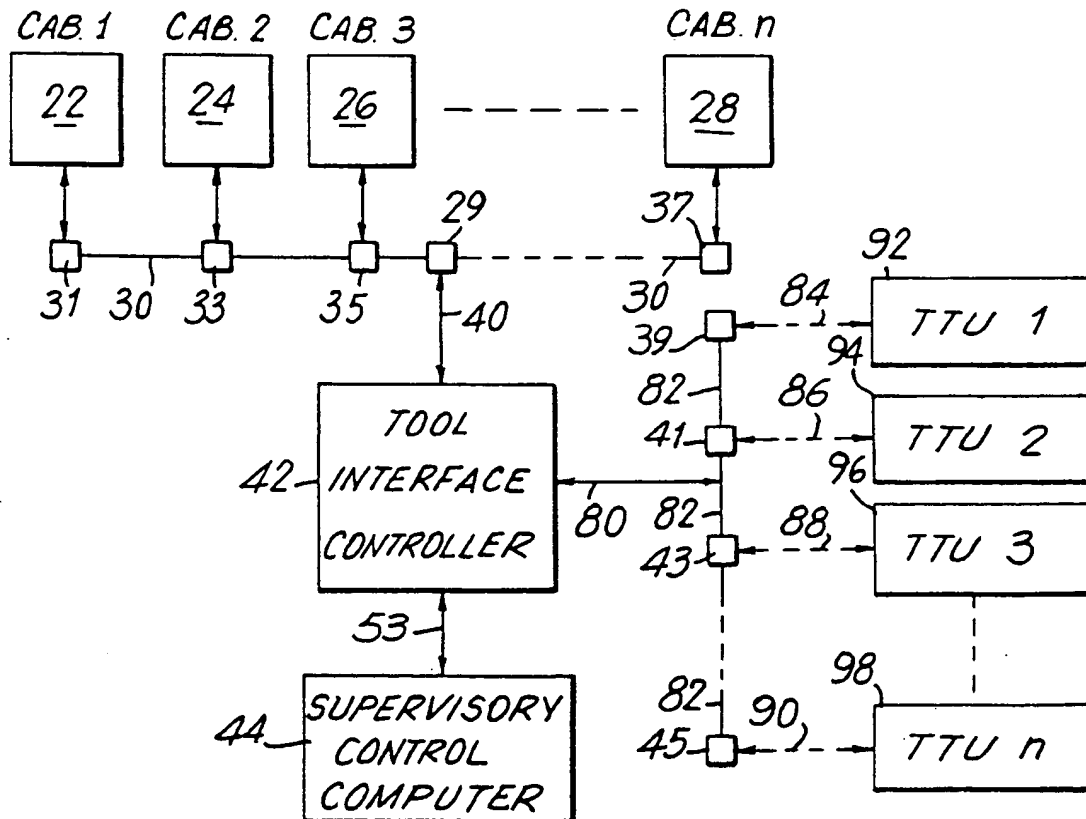 CAB. 1 CAB. 2 CAB. 3 CAB. n
22 24 26 28
29 37
31 30 33 35 30
92
40 39 84 TTU 1
94
82 86
TOOL 41 TTU 2
96
42 INTERFACE 80 82 88
CONTROLLER 43 TTU 3
53
82 98
44 SUPERVISORY 90
CONTROL 45 TTU n
COMPUTER